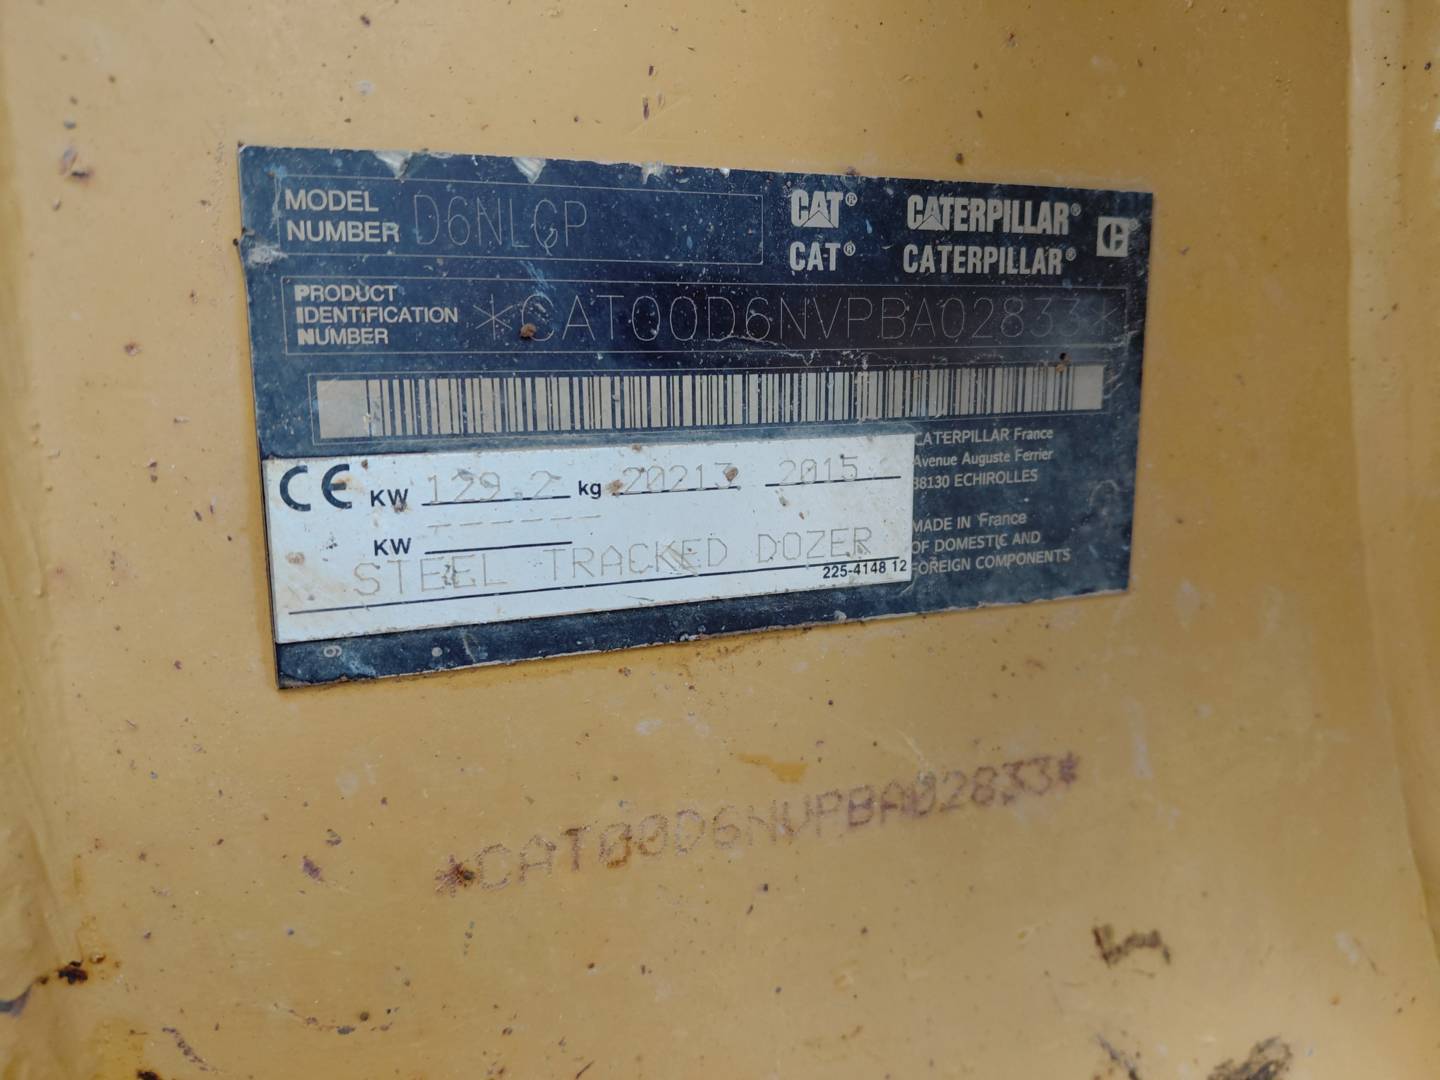 MODEL NUMBER D6NLGP
CAT® CATERPILLAR®
CAT® CATERPILLAR®
PRODUCT IDENTIFICATION NUMBER *CAT00D6NVPBA02833*
CATERPILLAR France
Avenue Auguste Ferrier
38130 ECHIROLLES
CE KW 129.2 kg 20213 2015
------
KW
STEEL TRACKED DOZER
225-4148 12
MADE IN France
OF DOMESTIC AND
FOREIGN COMPONENTS
9
*CAT00D6NVPBA02833*